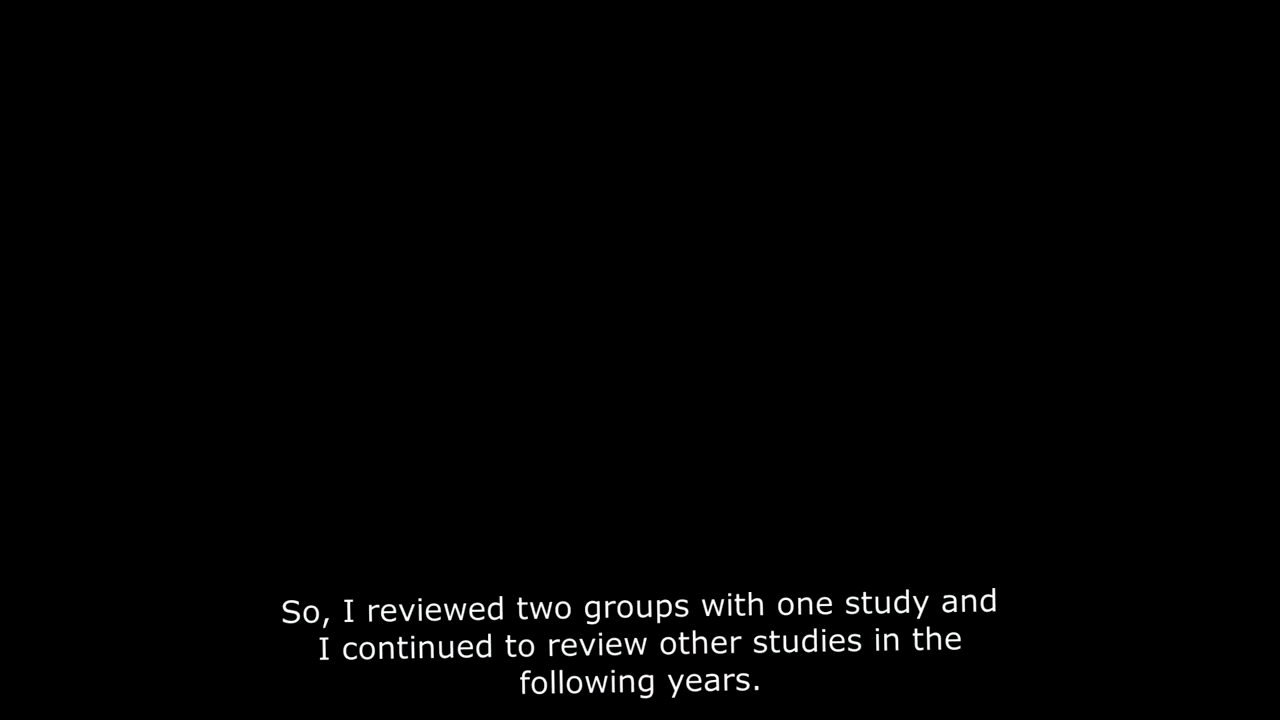 So, I reviewed two groups with one study and
I continued to review other studies in the
following years.